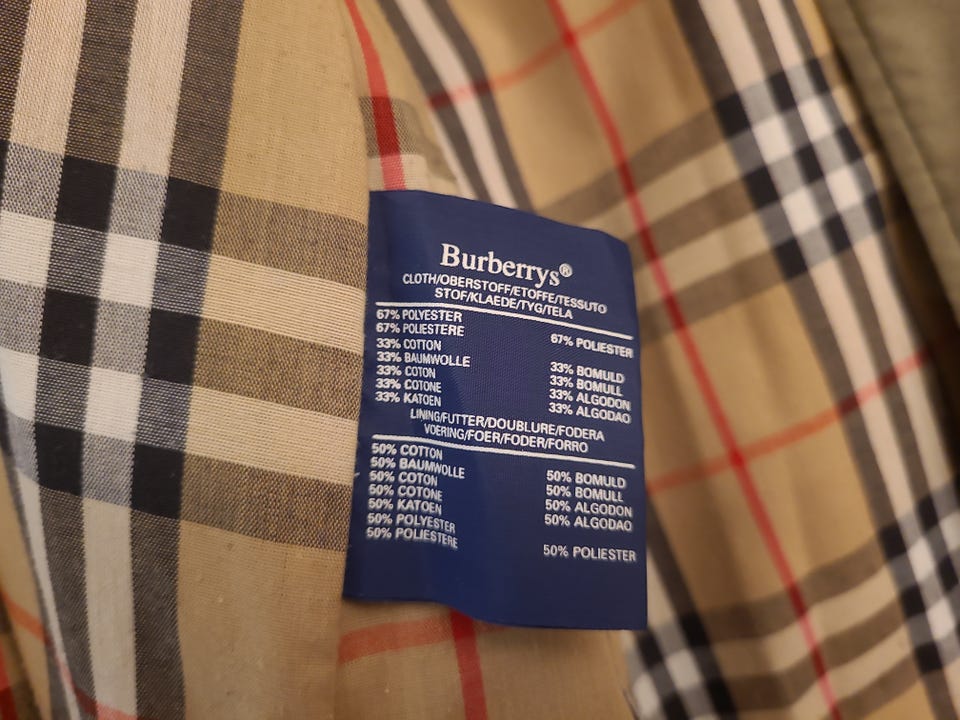 Burberrys®
CLOTH/OBERSTOFF/ETOFFE/TESSUTO
STOF/KLAEDE/TYG/TELA
67% POLYESTER
67% POLIESTERE
67% POLIESTER
33% COTTON
33% BAUMWOLLE
33% COTON
33% COTONE
33% KATOEN
33% BOMULD
33% BOMULL
33% ALGODON
33% ALGODAO
LINING/FUTTER/DOUBLURE/FODERA
VOERING/FOER/FODER/FORRO
50% COTTON
50% BAUMWOLLE
50% COTON
50% COTONE
50% KATOEN
50% POLYESTER
50% POLIESTERE
50% BOMULD
50% BOMULL
50% ALGODON
50% ALGODAO
50% POLIESTER